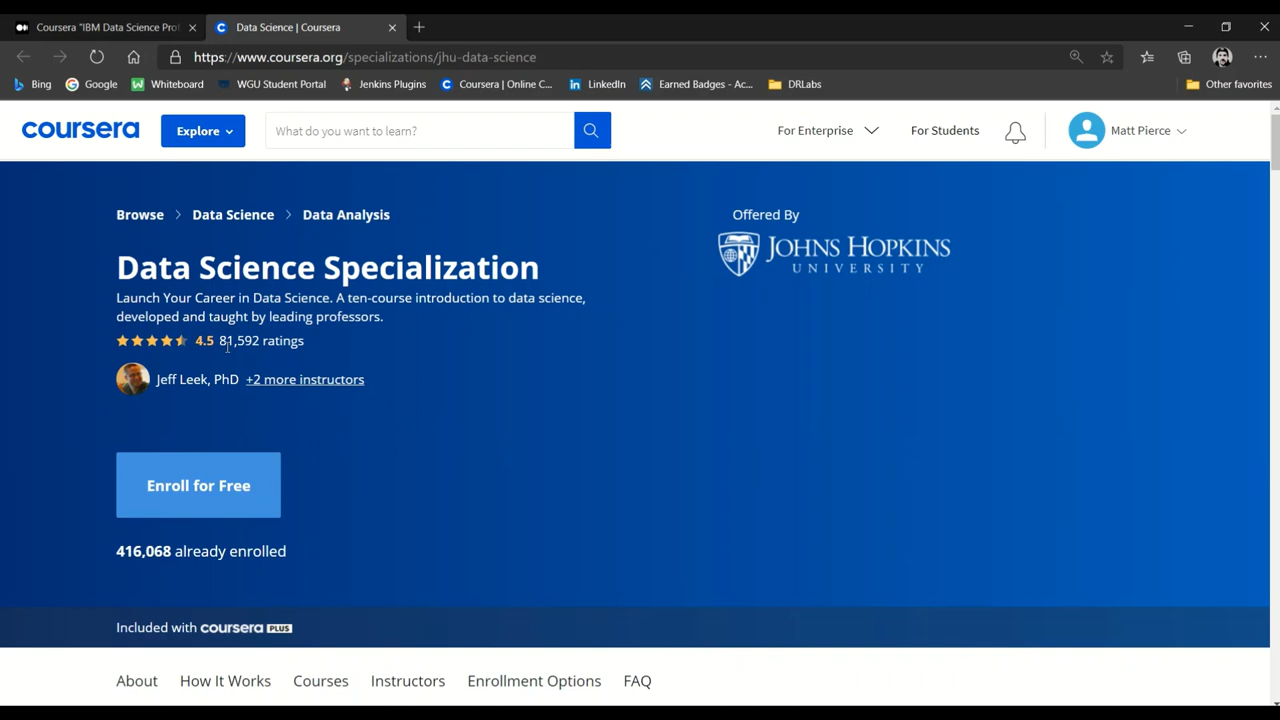 Coursera "IBM Data Science Pro
Data Science | Coursera
https://www.coursera.org/specializations/jhu-data-science
Bing
Google
Whiteboard
WGU Student Portal
Jenkins Plugins
Coursera | Online C...
LinkedIn
Earned Badges - Ac...
DRLabs
Other favorites
coursera
Explore
What do you want to learn?
For Enterprise
For Students
Matt Pierce
Browse > Data Science > Data Analysis
Offered By
JOHNS HOPKINS
UNIVERSITY
Data Science Specialization
Launch Your Career in Data Science. A ten-course introduction to data science,
developed and taught by leading professors.
4.5 81,592 ratings
Jeff Leek, PhD +2 more instructors
Enroll for Free
416,068 already enrolled
Included with coursera PLUS
About
How It Works
Courses
Instructors
Enrollment Options
FAQ